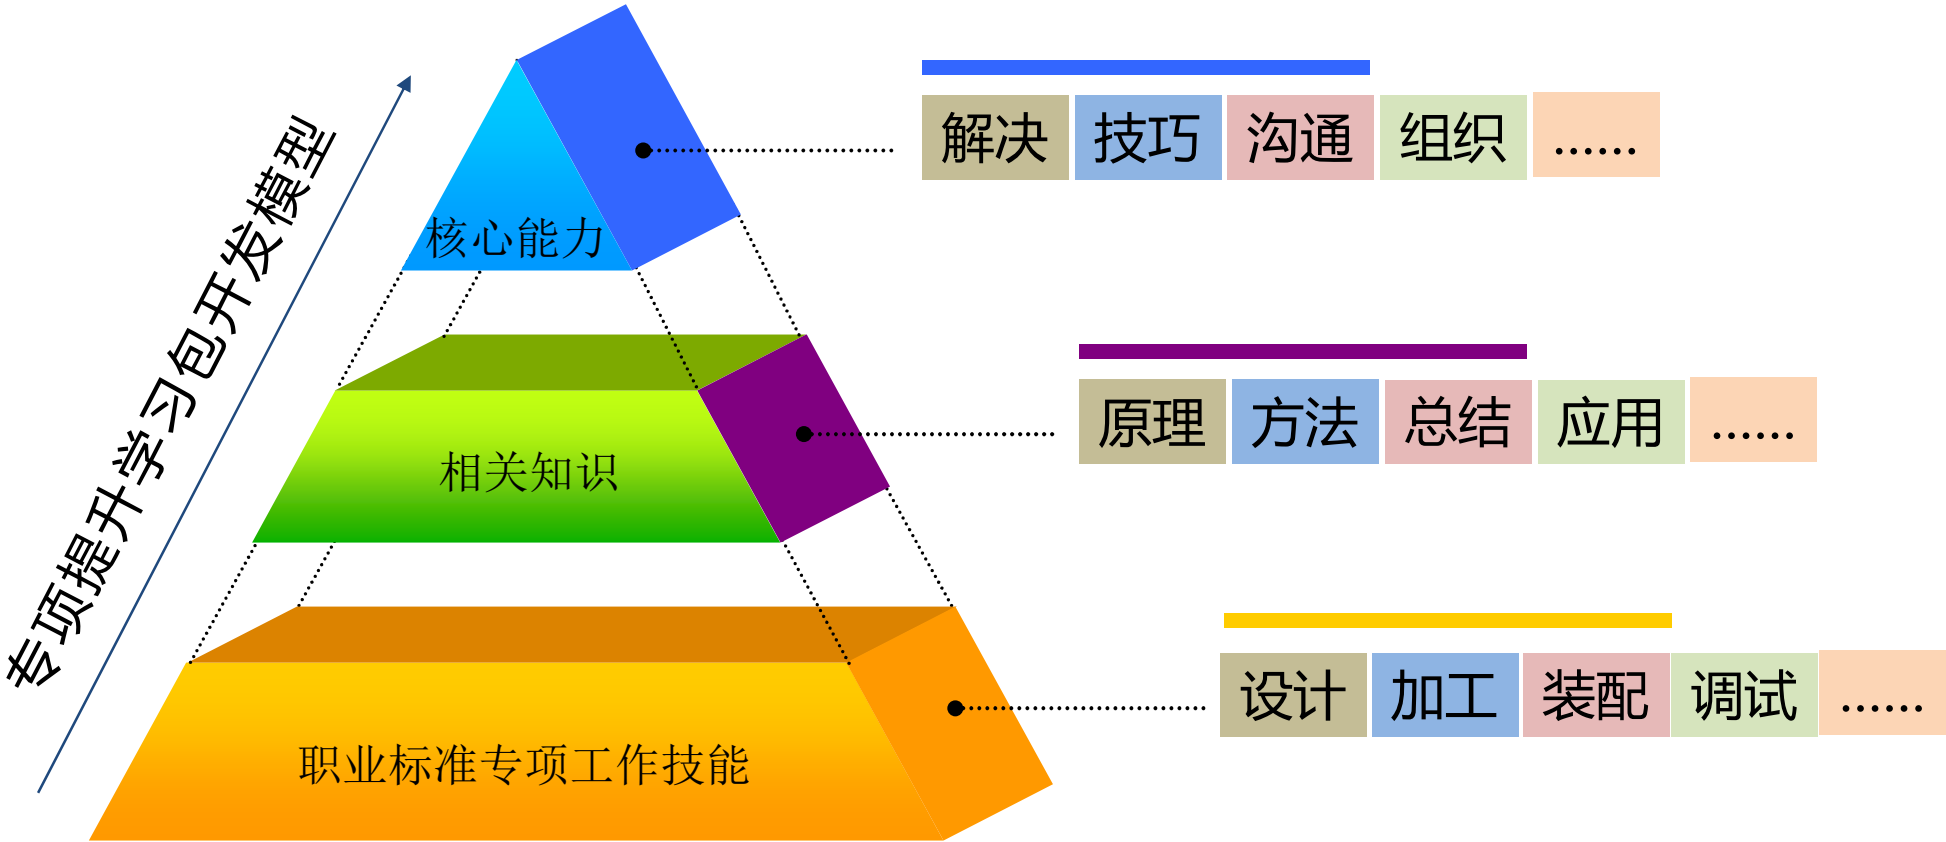 专项提升学习包开发模型
核心能力
解决 技巧 沟通 组织 ……
相关知识
原理 方法 总结 应用 ……
职业标准专项工作技能
设计 加工 装配 调试 ……